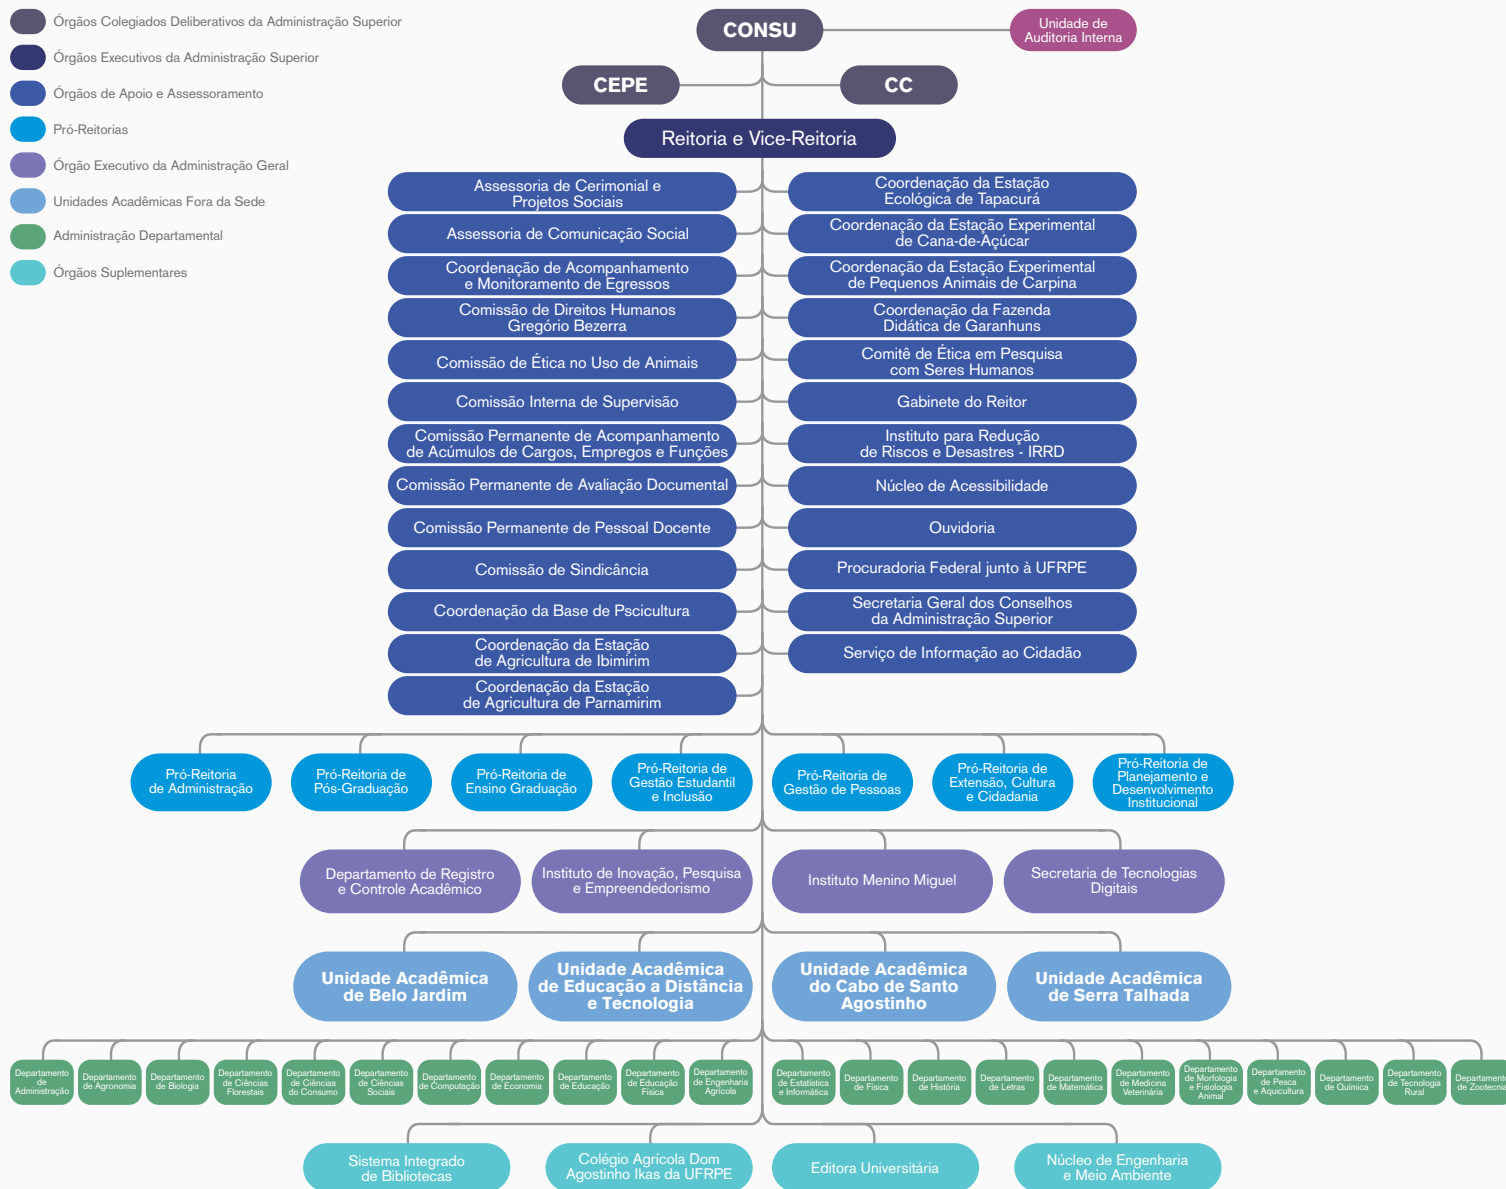 Órgãos Colegiados Deliberativos da Administração Superior
Órgãos Executivos da Administração Superior
Órgãos de Apoio e Assessoramento
Pró-Reitorias
Órgão Executivo da Administração Geral
Unidades Acadêmicas Fora da Sede
Administração Departamental
Órgãos Suplementares
CONSU
Unidade de
Auditoria Interna
CEPE
CC
Reitoria e Vice-Reitoria
Assessoria de Cerimonial e
Projetos Sociais
Assessoria de Comunicação Social
Coordenação de Acompanhamento
e Monitoramento de Egressos
Comissão de Direitos Humanos
Gregório Bezerra
Comissão de Ética no Uso de Animais
Comissão Interna de Supervisão
Comissão Permanente de Acompanhamento
de Acúmulos de Cargos, Empregos e Funções
Comissão Permanente de Avaliação Documental
Comissão Permanente de Pessoal Docente
Comissão de Sindicância
Coordenação da Base de Pscicultura
Coordenação da Estação
de Agricultura de Ibimirim
Coordenação da Estação
de Agricultura de Parnamirim
Coordenação da Estação
Ecológica de Tapacurá
Coordenação da Estação Experimental
de Cana-de-Açúcar
Coordenação da Estação Experimental
de Pequenos Animais de Carpina
Coordenação da Fazenda
Didática de Garanhuns
Comitê de Ética em Pesquisa
com Seres Humanos
Gabinete do Reitor
Instituto para Redução
de Riscos e Desastres - IRRD
Núcleo de Acessibilidade
Ouvidoria
Procuradoria Federal junto à UFRPE
Secretaria Geral dos Conselhos
da Administração Superior
Serviço de Informação ao Cidadão
Pró-Reitoria
de Administração
Pró-Reitoria de
Pós-Graduação
Pró-Reitoria de
Ensino Graduação
Pró-Reitoria de
Gestão Estudantil
e Inclusão
Pró-Reitoria de
Gestão de Pessoas
Pró-Reitoria de
Extensão, Cultura
e Cidadania
Pró-Reitoria de
Planejamento e
Desenvolvimento
Institucional
Departamento de Registro
e Controle Acadêmico
Instituto de Inovação, Pesquisa
e Empreendedorismo
Instituto Menino Miguel
Secretaria de Tecnologias
Digitais
Unidade Acadêmica
de Belo Jardim
Unidade Acadêmica
de Educação a Distância
e Tecnologia
Unidade Acadêmica
do Cabo de Santo
Agostinho
Unidade Acadêmica
de Serra Talhada
Departamento
de
Administração
Departamento
de Agronomia
Departamento
de Biologia
Departamento
de Ciências
Florestais
Departamento
de Ciências
do Consumo
Departamento
de Ciências
Sociais
Departamento
de Computação
Departamento
de Economia
Departamento
de Educação
Departamento
de Educação
Física
Departamento
de Engenharia
Agrícola
Departamento
de Estatística
e Informática
Departamento
de Física
Departamento
de História
Departamento
de Letras
Departamento
de Matemática
Departamento
de Medicina
Veterinária
Departamento
de Morfologia
e Fisiologia
Animal
Departamento
de Pesca
e Aquicultura
Departamento
de Química
Departamento
de Tecnologia
Rural
Departamento
de Zootecnia
Sistema Integrado
de Bibliotecas
Colégio Agrícola Dom
Agostinho Ikas da UFRPE
Editora Universitária
Núcleo de Engenharia
e Meio Ambiente